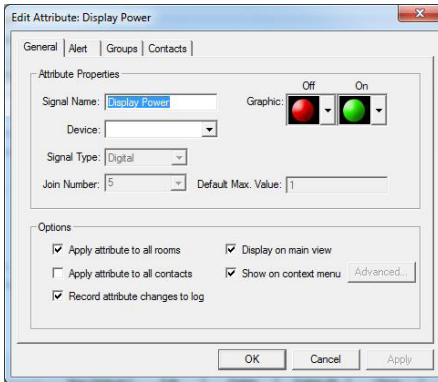 Edit Attribute: Display Power
General Alert Groups Contacts
Attribute Properties
Off On
Signal Name: Display Power Graphic:
Device:
Signal Type: Digital
Join Number: 5 Default Max. Value: 1
Options
Apply attribute to all rooms Display on main view
Apply attribute to all contacts Show on context menu Advanced...
Record attribute changes to log
OK Cancel Apply